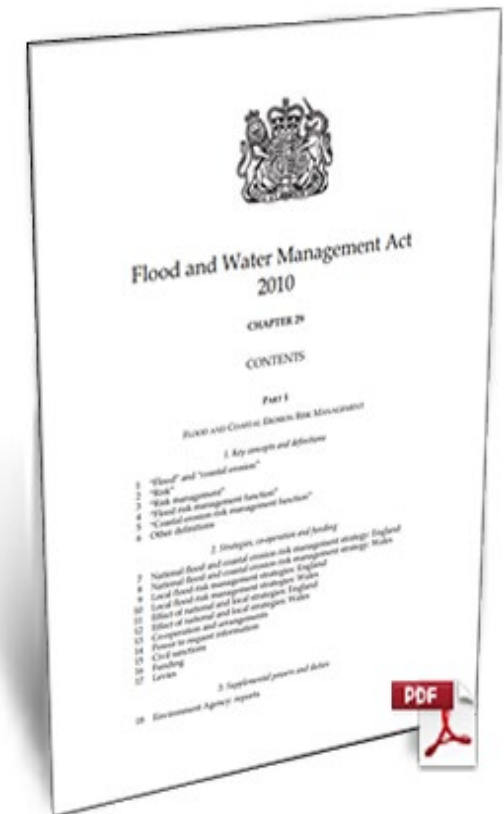 Flood and Water Management Act
2010
CHAPTER 29
CONTENTS
PART 1
FLOOD AND COASTAL EROSION RISK MANAGEMENT
1. Key concepts and definitions
1 "Flood" and "coastal erosion"
2 "Risk"
3 "Risk management"
4 "Flood risk management function"
5 "Coastal erosion risk management function"
6 Other definitions
2. Strategies, co-operation and funding
7 National flood and coastal erosion risk management strategy: England
8 National flood and coastal erosion risk management strategy: Wales
9 Local flood risk management strategies: England
10 Local flood risk management strategies: Wales
11 Effect of national and local strategies: England
12 Effect of national and local strategies: Wales
13 Co-operation and arrangements
14 Power to request information
15 Civil sanctions
16 Funding
17 Levies
3. Supplemental powers and duties
18 Environment Agency: reports
PDF